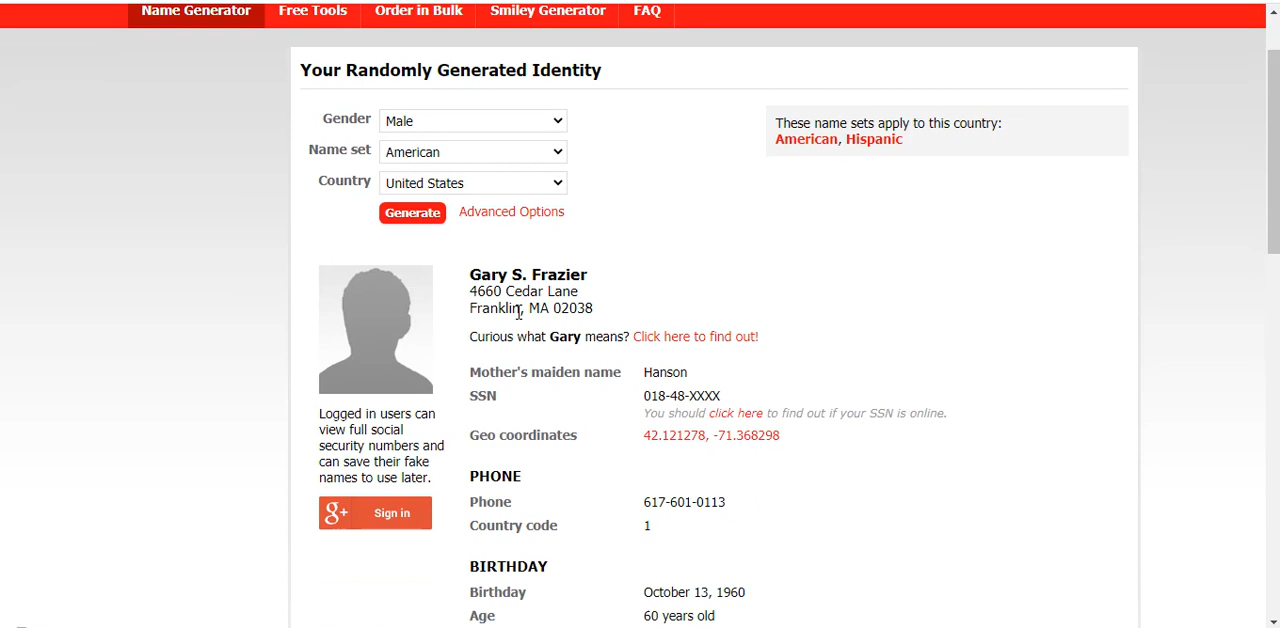 Name Generator Free Tools Order in Bulk Smiley Generator FAQ
Your Randomly Generated Identity
Gender Male
Name set American
Country United States
Generate Advanced Options
These name sets apply to this country:
American, Hispanic
Gary S. Frazier
4660 Cedar Lane
Franklin, MA 02038
Curious what Gary means? Click here to find out!
Mother's maiden name Hanson
SSN 018-48-XXXX
You should click here to find out if your SSN is online.
Geo coordinates 42.121278, -71.368298
Logged in users can
view full social
security numbers and
can save their fake
names to use later.
g+ Sign in
PHONE
Phone 617-601-0113
Country code 1
BIRTHDAY
Birthday October 13, 1960
Age 60 years old